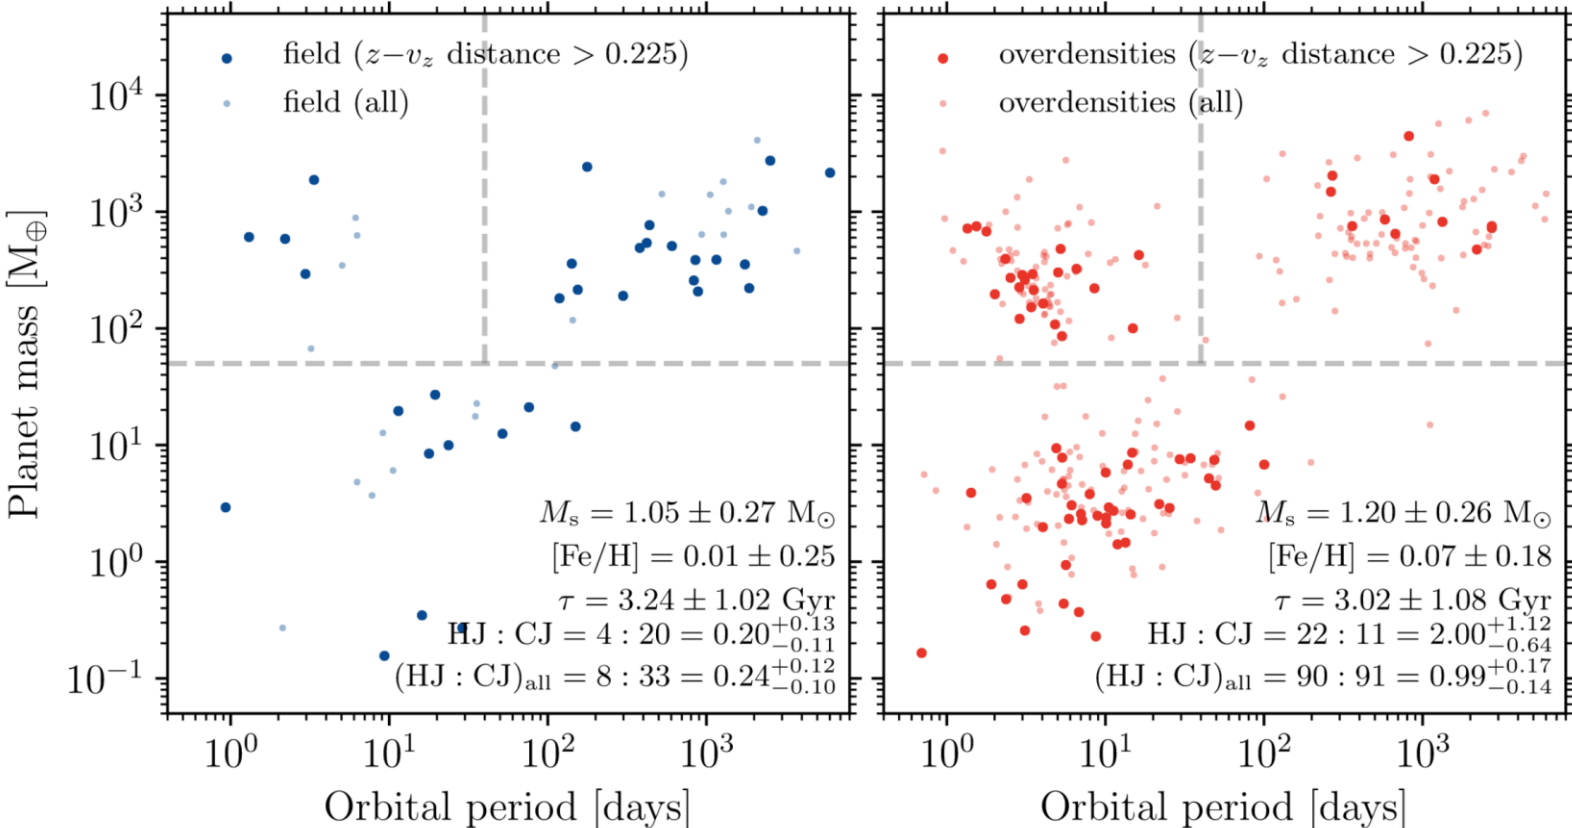 field (z−v_z distance > 0.225)
field (all)
M_s = 1.05 ± 0.27 M_⊙
[Fe/H] = 0.01 ± 0.25
τ = 3.24 ± 1.02 Gyr
HJ : CJ = 4 : 20 = 0.20^{+0.13}_{−0.11}
(HJ : CJ)_all = 8 : 33 = 0.24^{+0.12}_{−0.10}
overdensities (z−v_z distance > 0.225)
overdensities (all)
M_s = 1.20 ± 0.26 M_⊙
[Fe/H] = 0.07 ± 0.18
τ = 3.02 ± 1.08 Gyr
HJ : CJ = 22 : 11 = 2.00^{+1.12}_{−0.64}
(HJ : CJ)_all = 90 : 91 = 0.99^{+0.17}_{−0.14}
Planet mass [M_⊕]
10^4
10^3
10^2
10^1
10^0
10^{−1}
10^0 10^1 10^2 10^3
10^0 10^1 10^2 10^3
Orbital period [days]
Orbital period [days]